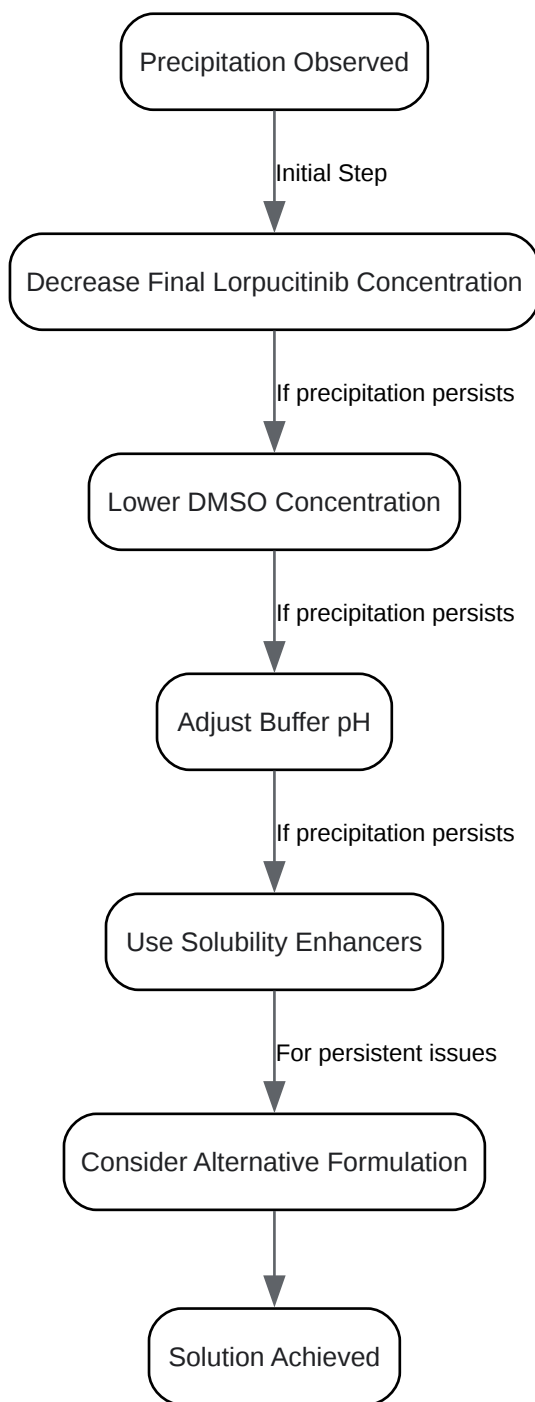 Precipitation Observed
Initial Step
Decrease Final Lorpucitinib Concentration
If precipitation persists
Lower DMSO Concentration
If precipitation persists
Adjust Buffer pH
If precipitation persists
Use Solubility Enhancers
For persistent issues
Consider Alternative Formulation
Solution Achieved